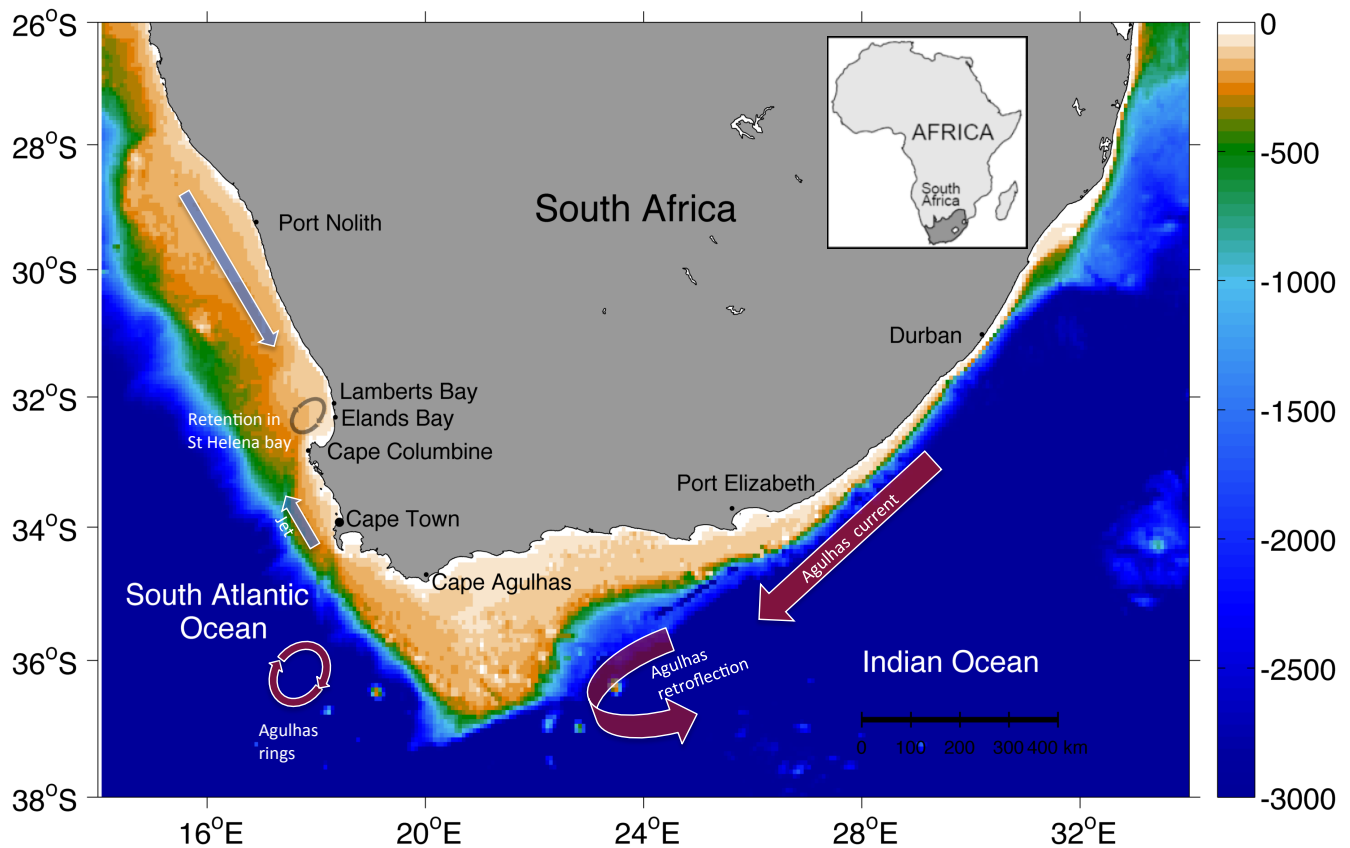 26°S
28°S
30°S
32°S
34°S
36°S
38°S
16°E
20°E
24°E
28°E
32°E
0
-500
-1000
-1500
-2000
-2500
-3000
AFRICA
South
Africa
South Africa
Port Nolith
Durban
Lamberts Bay
Elands Bay
Retention in
St Helena bay
Cape Columbine
Port Elizabeth
Cape Town
Jet
Agulhas current
Cape Agulhas
South Atlantic
Ocean
Agulhas
retroflection
Indian Ocean
Agulhas
rings
0 100 200 300 400 km